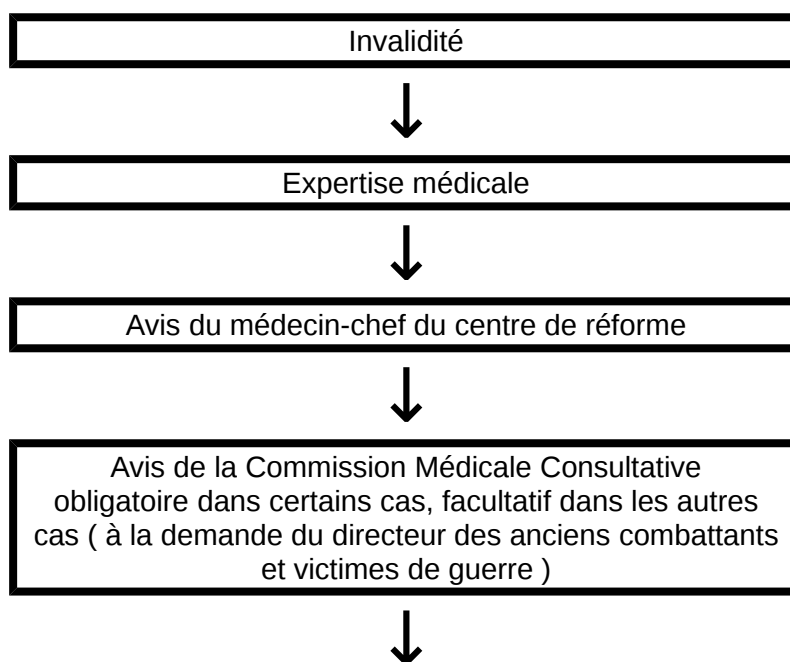 Invalidité
Expertise médicale
Avis du médecin-chef du centre de réforme
Avis de la Commission Médicale Consultative
obligatoire dans certains cas, facultatif dans les autres
cas ( à la demande du directeur des anciens combattants
et victimes de guerre )